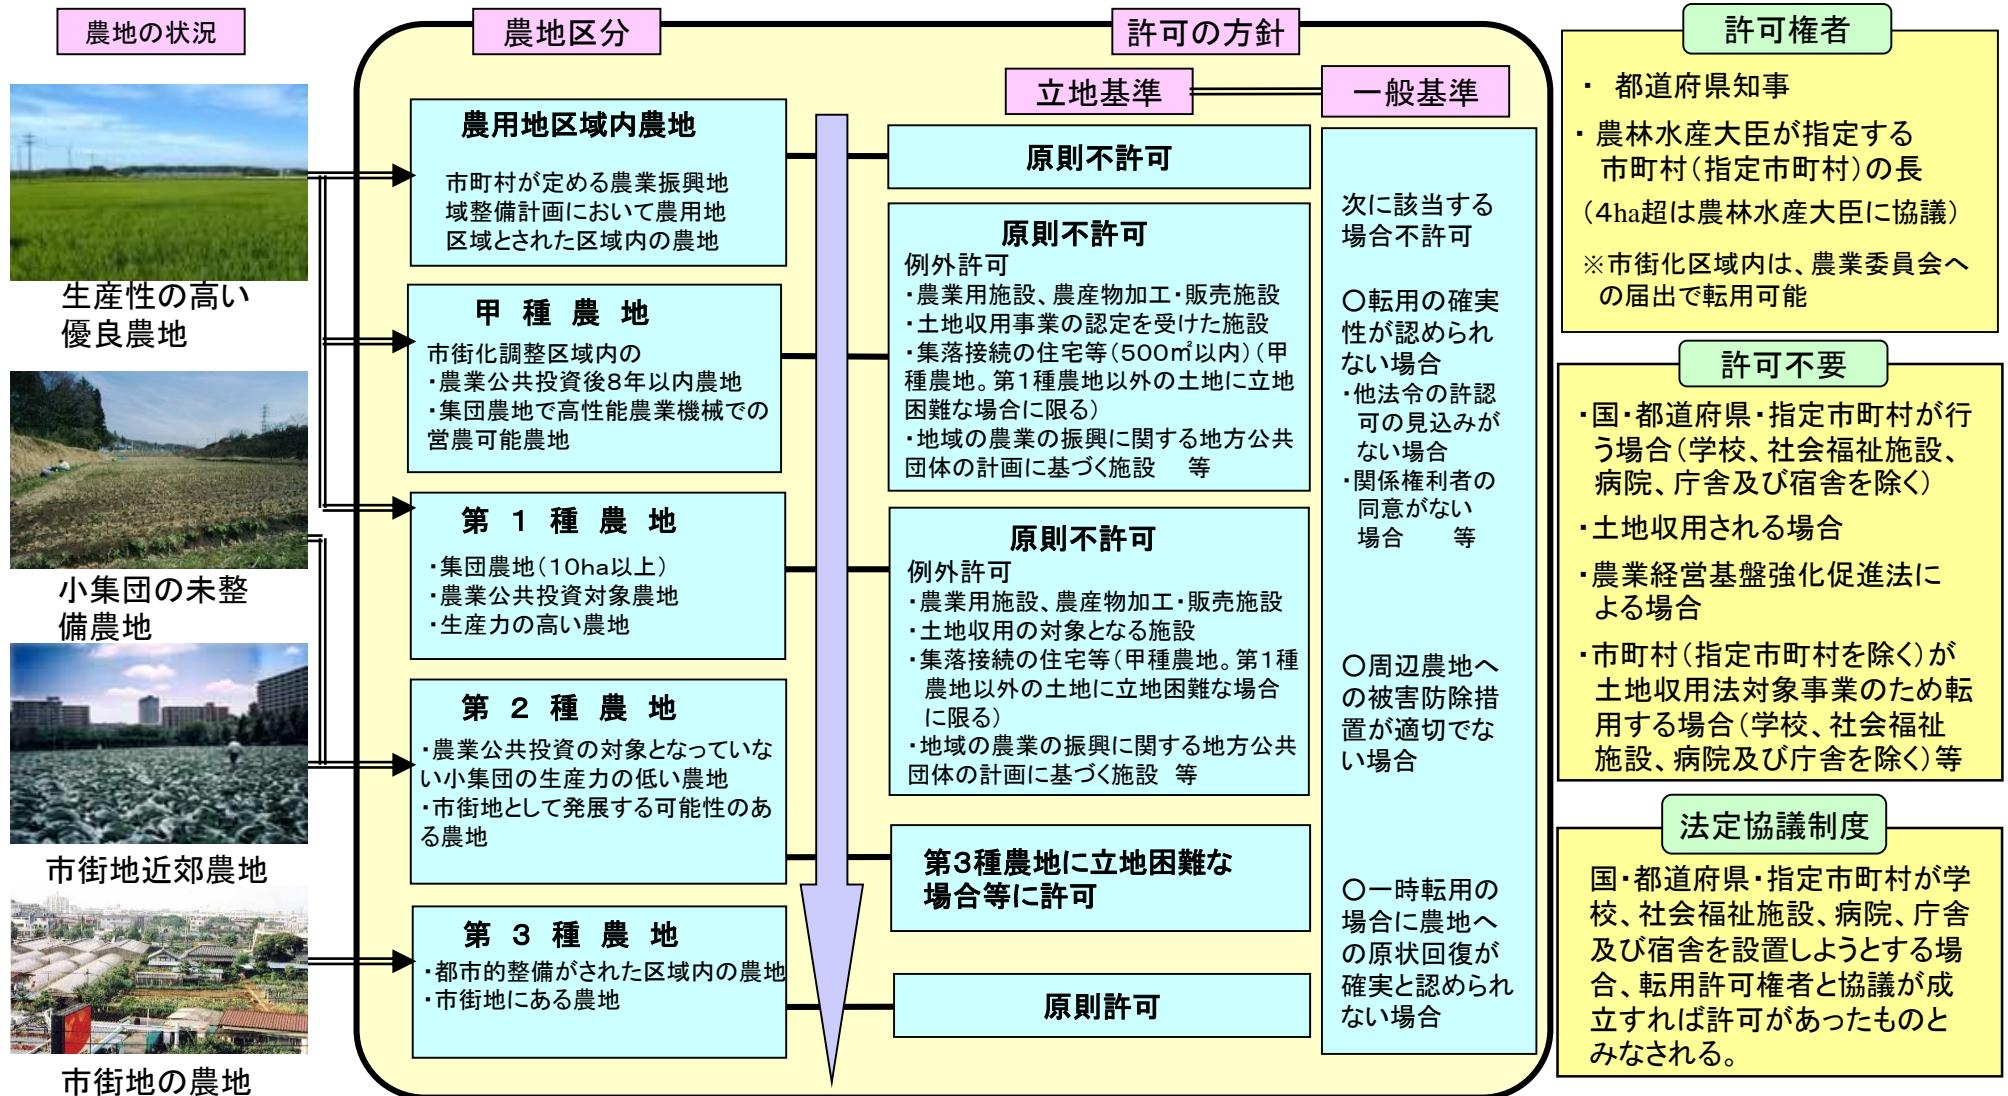 農地の状況
生産性の高い
優良農地
小集団の未整
備農地
市街地近郊農地
市街地の農地
農地区分
許可の方針
立地基準
一般基準
農用地区域内農地
市町村が定める農業振興地
域整備計画において農用地
区域とされた区域内の農地
甲 種 農 地
市街化調整区域内の
・農業公共投資後8年以内農地
・集団農地で高性能農業機械での
営農可能農地
第 1 種 農 地
・集団農地(10ha以上)
・農業公共投資対象農地
・生産力の高い農地
第 2 種 農 地
・農業公共投資の対象となっていな
い小集団の生産力の低い農地
・市街地として発展する可能性のあ
る農地
第 3 種 農 地
・都市的整備がされた区域内の農地
・市街地にある農地
原則不許可
原則不許可
例外許可
・農業用施設、農産物加工・販売施設
・土地収用事業の認定を受けた施設
・集落接続の住宅等(500㎡以内)(甲
種農地。第1種農地以外の土地に立地
困難な場合に限る)
・地域の農業の振興に関する地方公共
団体の計画に基づく施設 等
原則不許可
例外許可
・農業用施設、農産物加工・販売施設
・土地収用の対象となる施設
・集落接続の住宅等(甲種農地。第1種
農地以外の土地に立地困難な場合
に限る)
・地域の農業の振興に関する地方公共
団体の計画に基づく施設 等
第3種農地に立地困難な
場合等に許可
原則許可
次に該当する
場合不許可
〇転用の確実
性が認められ
ない場合
・他法令の許認
可の見込みが
ない場合
・関係権利者の
同意がない
場合 等
〇周辺農地へ
の被害防除措
置が適切でな
い場合
〇一時転用の
場合に農地へ
の原状回復が
確実と認められ
ない場合
許可権者
・ 都道府県知事
・ 農林水産大臣が指定する
市町村(指定市町村)の長
(4ha超は農林水産大臣に協議)
※市街化区域内は、農業委員会へ
の届出で転用可能
許可不要
・国・都道府県・指定市町村が行
う場合(学校、社会福祉施設、
病院、庁舎及び宿舎を除く)
・土地収用される場合
・農業経営基盤強化促進法に
よる場合
・市町村(指定市町村を除く)が
土地収用法対象事業のため転
用する場合(学校、社会福祉
施設、病院及び庁舎を除く)等
法定協議制度
国・都道府県・指定市町村が学
校、社会福祉施設、病院、庁舎
及び宿舎を設置しようとする場
合、転用許可権者と協議が成
立すれば許可があったものと
みなされる。